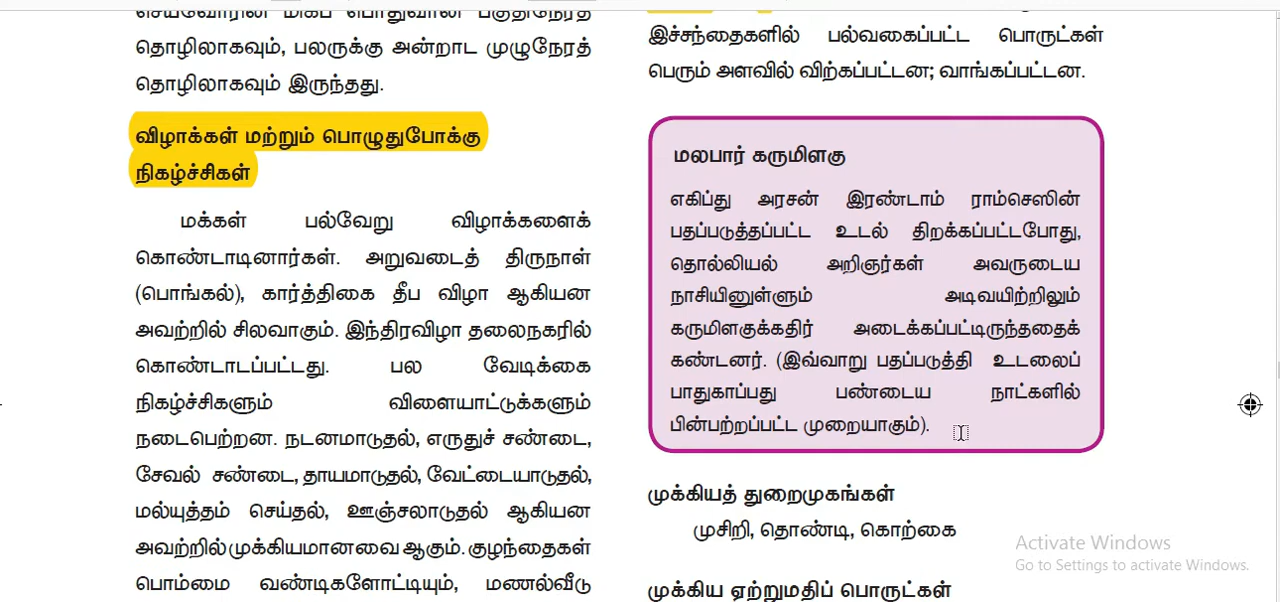 செய்வோரின் மிகப் பொதுவான பகுதிநேரத்
தொழிலாகவும், பலருக்கு அன்றாட முழுநேரத்
தொழிலாகவும் இருந்தது.
விழாக்கள் மற்றும் பொழுதுபோக்கு
நிகழ்ச்சிகள்
மக்கள் பல்வேறு விழாக்களைக்
கொண்டாடினார்கள். அறுவடைத் திருநாள்
(பொங்கல்), கார்த்திகை தீப விழா ஆகியன
அவற்றில் சிலவாகும். இந்திரவிழா தலைநகரில்
கொண்டாடப்பட்டது. பல வேடிக்கை
நிகழ்ச்சிகளும் விளையாட்டுக்களும்
நடைபெற்றன. நடனமாடுதல், எருதுச் சண்டை,
சேவல் சண்டை, தாயமாடுதல், வேட்டையாடுதல்,
மல்யுத்தம் செய்தல், ஊஞ்சலாடுதல் ஆகியன
அவற்றில் முக்கியமானவை ஆகும். குழந்தைகள்
பொம்மை வண்டிகளோட்டியும், மணல்வீடு
இச்சந்தைகளில் பல்வகைப்பட்ட பொருட்கள்
பெரும் அளவில் விற்கப்பட்டன; வாங்கப்பட்டன.
மலபார் கருமிளகு
எகிப்து அரசன் இரண்டாம் ராம்செஸின்
பதப்படுத்தப்பட்ட உடல் திறக்கப்பட்டபோது,
தொல்லியல் அறிஞர்கள் அவருடைய
நாசியினுள்ளும் அடிவயிற்றிலும்
கருமிளகுக்கதிர் அடைக்கப்பட்டிருந்ததைக்
கண்டனர். (இவ்வாறு பதப்படுத்தி உடலைப்
பாதுகாப்பது பண்டைய நாட்களில்
பின்பற்றப்பட்ட முறையாகும்).
முக்கியத் துறைமுகங்கள்
முசிறி, தொண்டி, கொற்கை
முக்கிய ஏற்றுமதிப் பொருட்கள்
Activate Windows
Go to Settings to activate Windows.